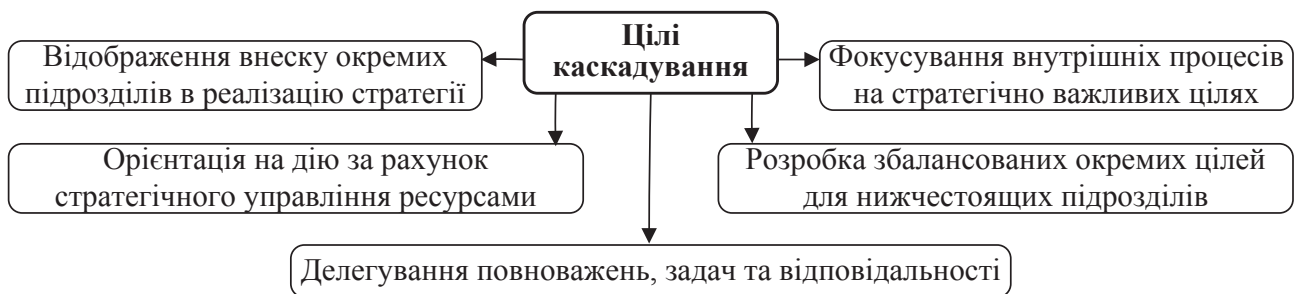 Цілі
каскадування
Відображення внеску окремих
підрозділів в реалізацію стратегії
Фокусування внутрішніх процесів
на стратегічно важливих цілях
Орієнтація на дію за рахунок
стратегічного управління ресурсами
Розробка збалансованих окремих цілей
для нижчестоящих підрозділів
Делегування повноважень, задач та відповідальності